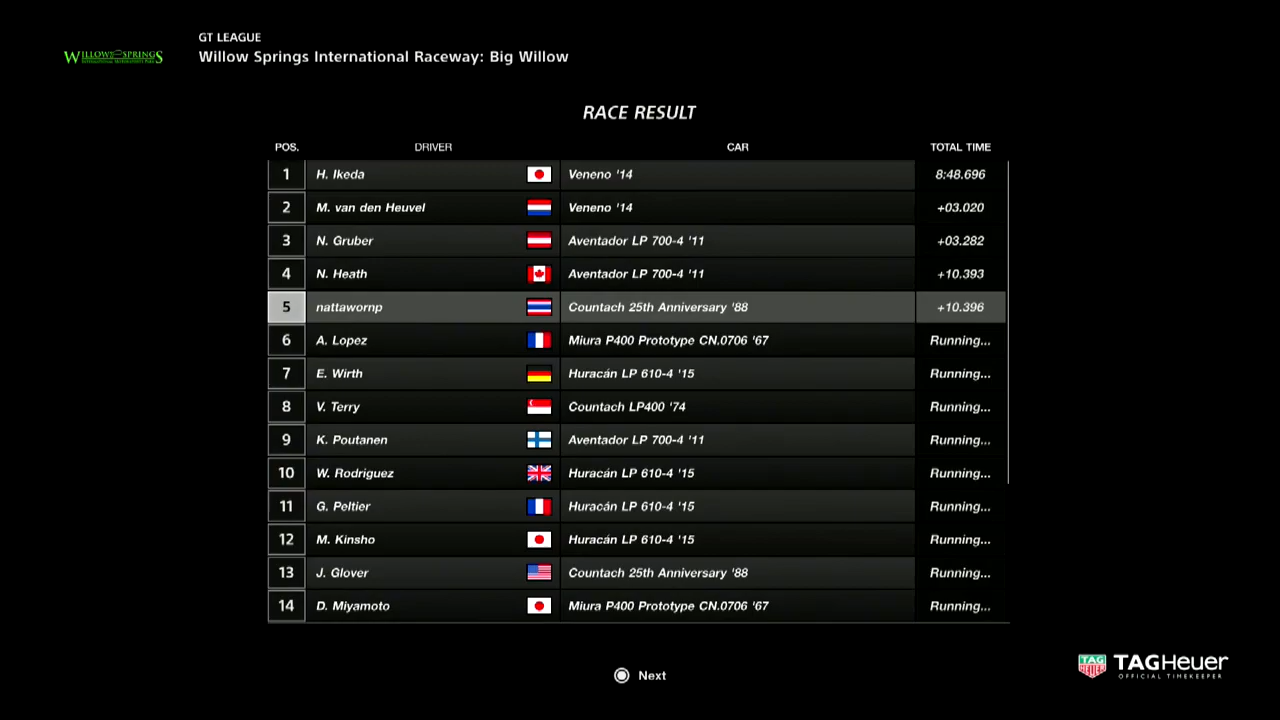 GT LEAGUE
Willow Springs International Raceway: Big Willow
WILLOW SPRINGS
RACE RESULT
POS. DRIVER CAR TOTAL TIME
1 H. Ikeda Veneno '14 8:48.696
2 M. van den Heuvel Veneno '14 +03.020
3 N. Gruber Aventador LP 700-4 '11 +03.282
4 N. Heath Aventador LP 700-4 '11 +10.393
5 nattawornp Countach 25th Anniversary '88 +10.396
6 A. Lopez Miura P400 Prototype CN.0706 '67 Running...
7 E. Wirth Huracán LP 610-4 '15 Running...
8 V. Terry Countach LP400 '74 Running...
9 K. Poutanen Aventador LP 700-4 '11 Running...
10 W. Rodriguez Huracán LP 610-4 '15 Running...
11 G. Peltier Huracán LP 610-4 '15 Running...
12 M. Kinsho Huracán LP 610-4 '15 Running...
13 J. Glover Countach 25th Anniversary '88 Running...
14 D. Miyamoto Miura P400 Prototype CN.0706 '67 Running...
Next
TAG HEUER TAGHeuer
OFFICIAL TIMEKEEPER